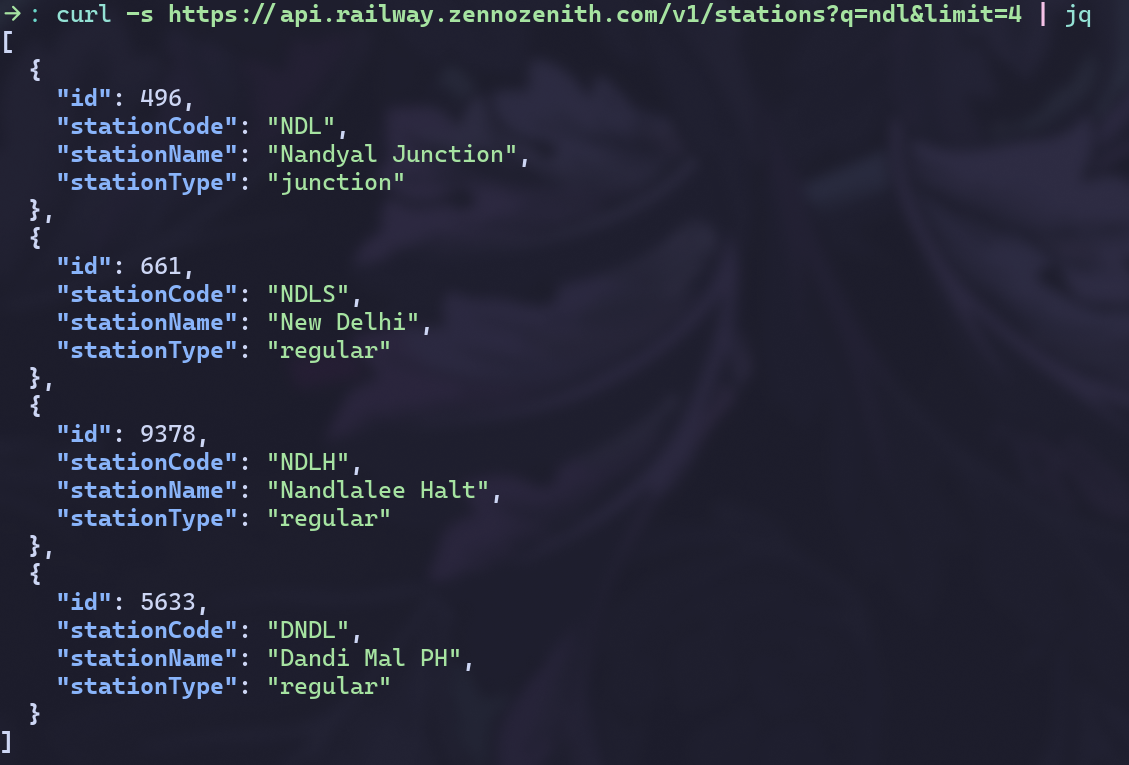 → : curl -s https://api.railway.zennozenith.com/v1/stations?q=ndl&limit=4 | jq
[
  {
    "id": 496,
    "stationCode": "NDL",
    "stationName": "Nandyal Junction",
    "stationType": "junction"
  },
  {
    "id": 661,
    "stationCode": "NDLS",
    "stationName": "New Delhi",
    "stationType": "regular"
  },
  {
    "id": 9378,
    "stationCode": "NDLH",
    "stationName": "Nandlalee Halt",
    "stationType": "regular"
  },
  {
    "id": 5633,
    "stationCode": "DNDL",
    "stationName": "Dandi Mal PH",
    "stationType": "regular"
  }
]